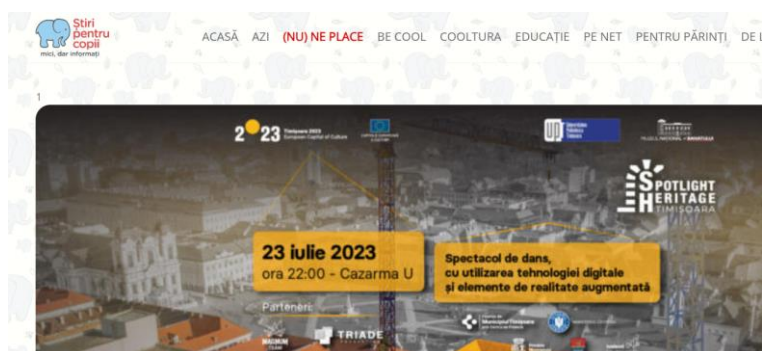 Știri
pentru
copii
mici, dar informați
ACASĂ AZI (NU) NE PLACE BE COOL COOLTURA EDUCAȚIE PE NET PENTRU PĂRINȚI DE L
1
2023 Timișoara 2023
European Capital of Culture
SPOTLIGHT
HERITAGE
TIMIȘOARA
23 iulie 2023
ora 22:00 - Cazarma U
Spectacol de dans,
cu utilizarea tehnologiei digitale
și elemente de realitate augmentată
Parteneri:
TRIADE